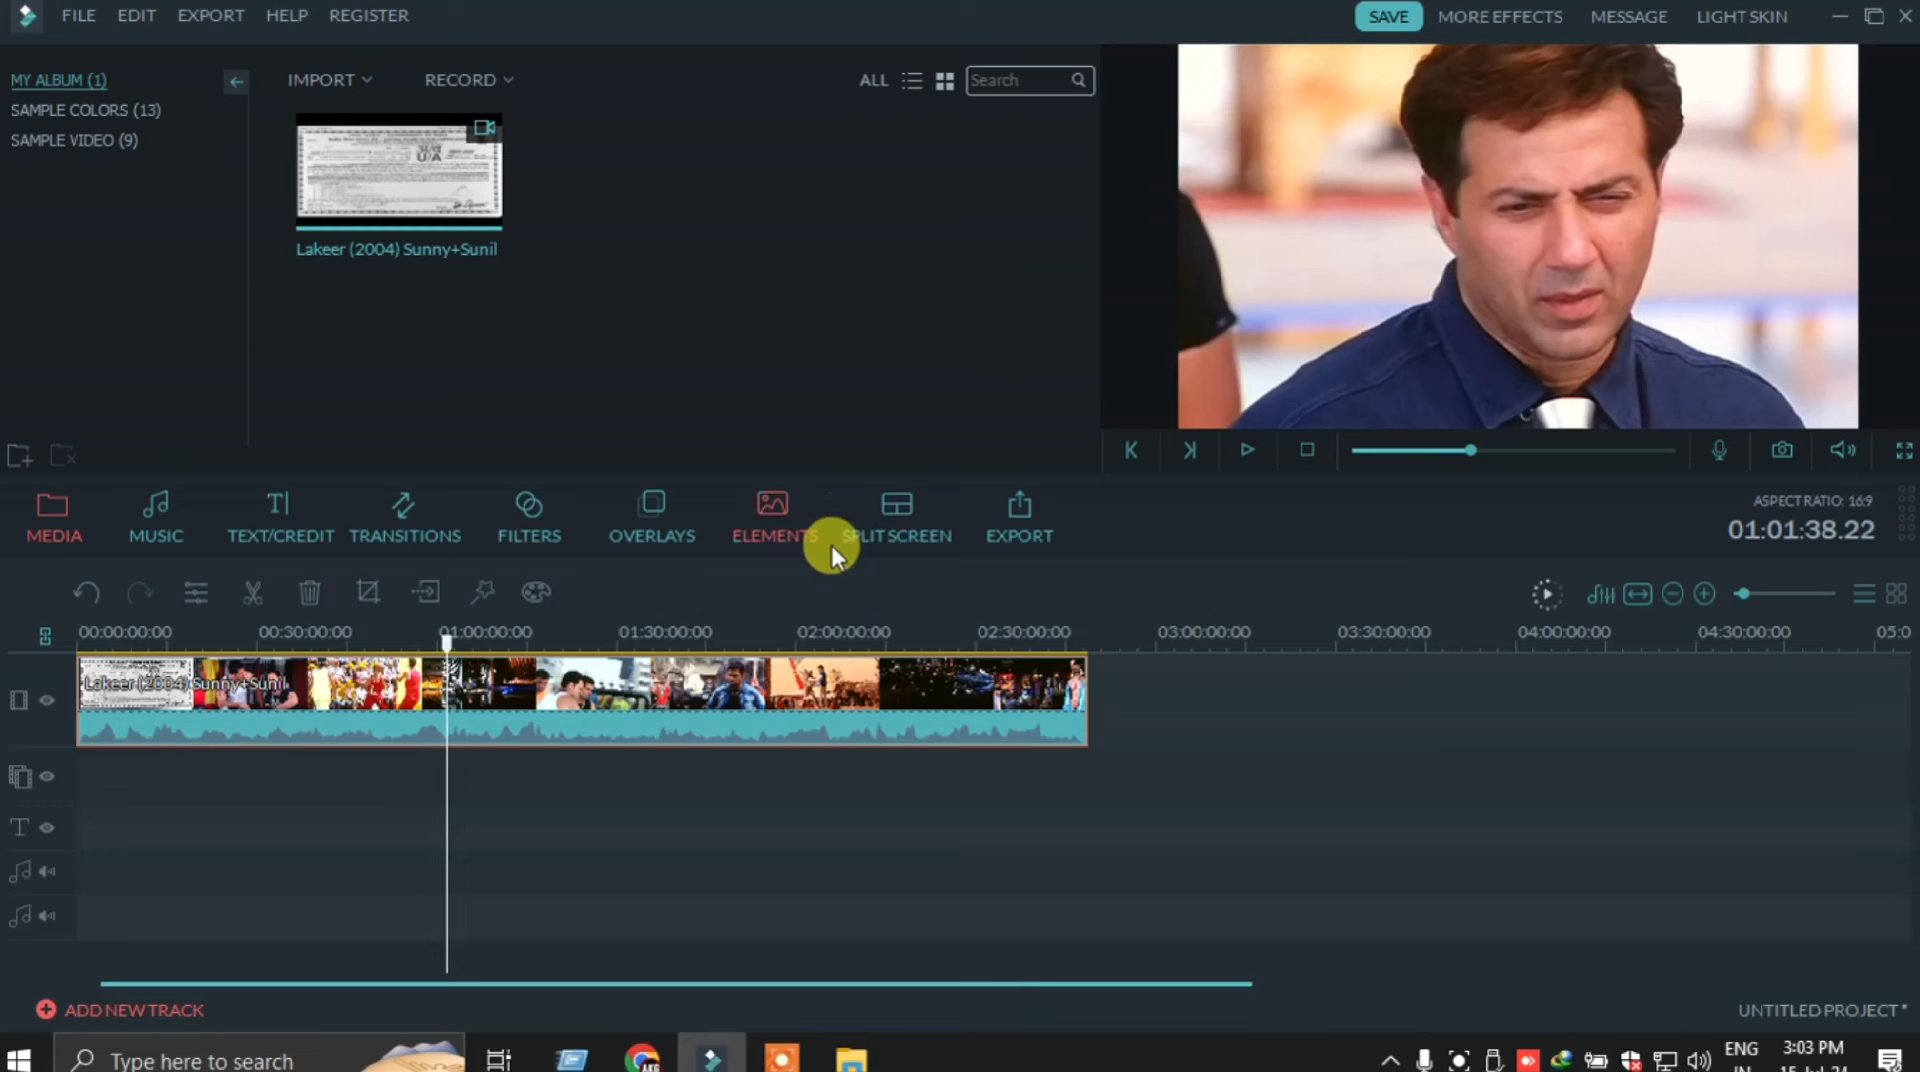 FILE EDIT EXPORT HELP REGISTER SAVE MORE EFFECTS MESSAGE LIGHT SKIN
MY ALBUM (1) IMPORT RECORD ALL Search
SAMPLE COLORS (13)
SAMPLE VIDEO (9)
U/A
Lakeer (2004) Sunny+Sunil
MEDIA MUSIC TEXT/CREDIT TRANSITIONS FILTERS OVERLAYS ELEMENTS SPLIT SCREEN EXPORT
ASPECT RATIO: 16:9
01:01:38.22
00:00:00:00 00:30:00:00 01:00:00:00 01:30:00:00 02:00:00:00 02:30:00:00 03:00:00:00 03:30:00:00 04:00:00:00 04:30:00:00 05:0
Lakeer (2004) Sunny+Sunil
ADD NEW TRACK
UNTITLED PROJECT *
Type here to search
AKG
ENG
IN
3:03 PM
15-Jul-24